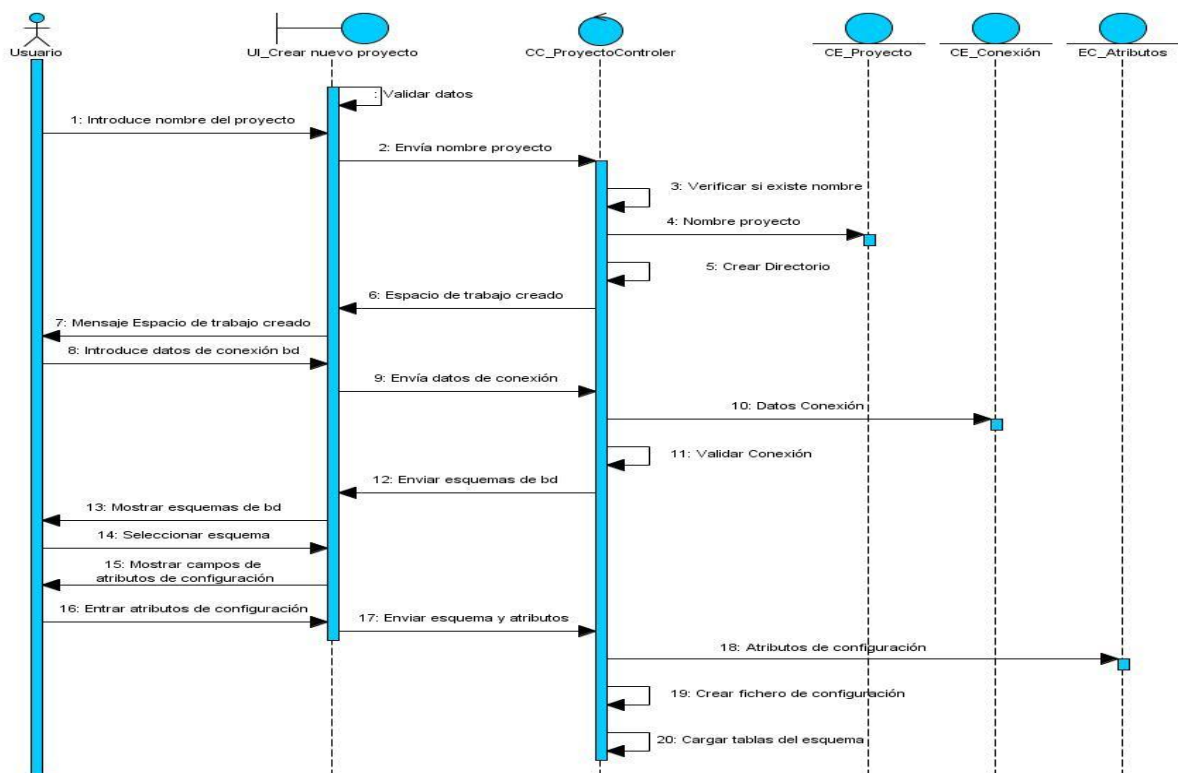 Usuario
UI_Crear nuevo proyecto
CC_ProyectoControler
CE_Proyecto
CE_Conexión
EC_Atributos
: Validar datos
1: Introduce nombre del proyecto
2: Envía nombre proyecto
3: Verificar si existe nombre
4: Nombre proyecto
5: Crear Directorio
6: Espacio de trabajo creado
7: Mensaje Espacio de trabajo creado
8: Introduce datos de conexión bd
9: Envía datos de conexión
10: Datos Conexión
11: Validar Conexión
12: Enviar esquemas de bd
13: Mostrar esquemas de bd
14: Seleccionar esquema
15: Mostrar campos de
atributos de configuración
16: Entrar atributos de configuración
17: Enviar esquema y atributos
18: Atributos de configuración
19: Crear fichero de configuración
20: Cargar tablas del esquema